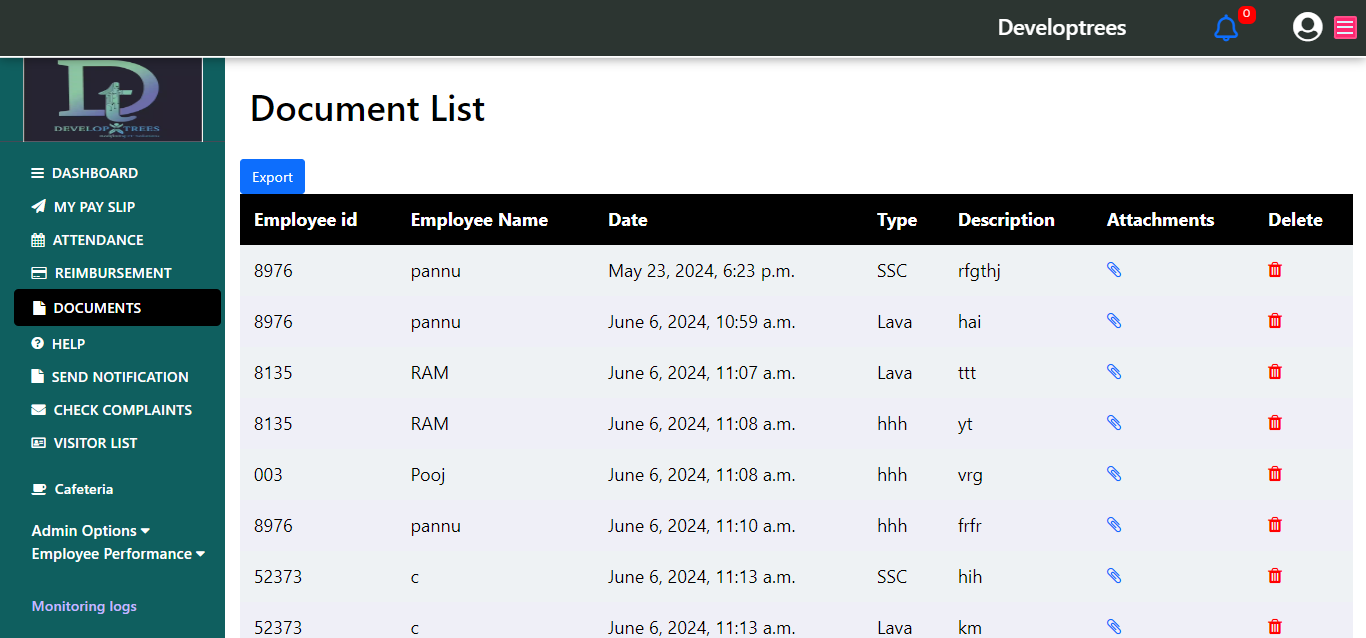 Developtrees
0
DEVELOP TREES
Document List
Export
DASHBOARD
MY PAY SLIP
ATTENDANCE
REIMBURSEMENT
DOCUMENTS
HELP
SEND NOTIFICATION
CHECK COMPLAINTS
VISITOR LIST
Cafeteria
Admin Options
Employee Performance
Monitoring logs
Employee id Employee Name Date Type Description Attachments Delete
8976 pannu May 23, 2024, 6:23 p.m. SSC rfgthj
8976 pannu June 6, 2024, 10:59 a.m. Lava hai
8135 RAM June 6, 2024, 11:07 a.m. Lava ttt
8135 RAM June 6, 2024, 11:08 a.m. hhh yt
003 Pooj June 6, 2024, 11:08 a.m. hhh vrg
8976 pannu June 6, 2024, 11:10 a.m. hhh frfr
52373 c June 6, 2024, 11:13 a.m. SSC hih
52373 c June 6, 2024, 11:13 a.m. Lava km